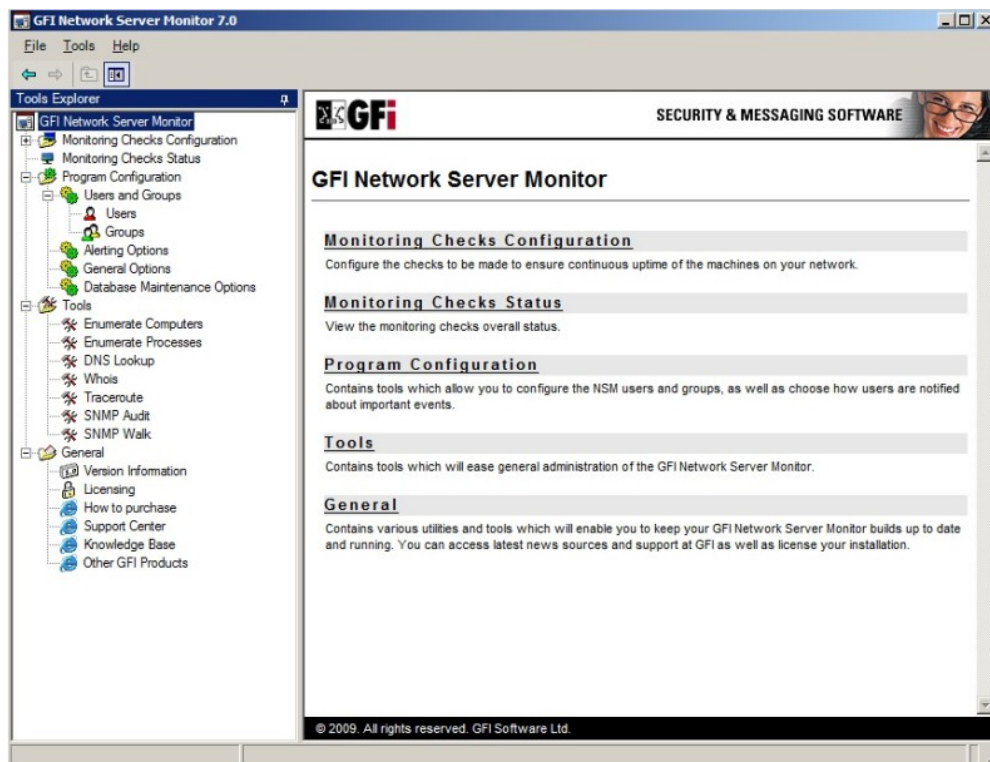 GFI Network Server Monitor 7.0
File Tools Help
Tools Explorer
GFI Network Server Monitor
Monitoring Checks Configuration
Monitoring Checks Status
Program Configuration
Users and Groups
Users
Groups
Alerting Options
General Options
Database Maintenance Options
Tools
Enumerate Computers
Enumerate Processes
DNS Lookup
Whois
Traceroute
SNMP Audit
SNMP Walk
General
Version Information
Licensing
How to purchase
Support Center
Knowledge Base
Other GFI Products
GFi
SECURITY & MESSAGING SOFTWARE
GFI Network Server Monitor
Monitoring Checks Configuration
Configure the checks to be made to ensure continuous uptime of the machines on your network.
Monitoring Checks Status
View the monitoring checks overall status.
Program Configuration
Contains tools which allow you to configure the NSM users and groups, as well as choose how users are notified
about important events.
Tools
Contains tools which will ease general administration of the GFI Network Server Monitor.
General
Contains various utilities and tools which will enable you to keep your GFI Network Server Monitor builds up to date
and running. You can access latest news sources and support at GFI as well as license your installation.
© 2009. All rights reserved. GFI Software Ltd.